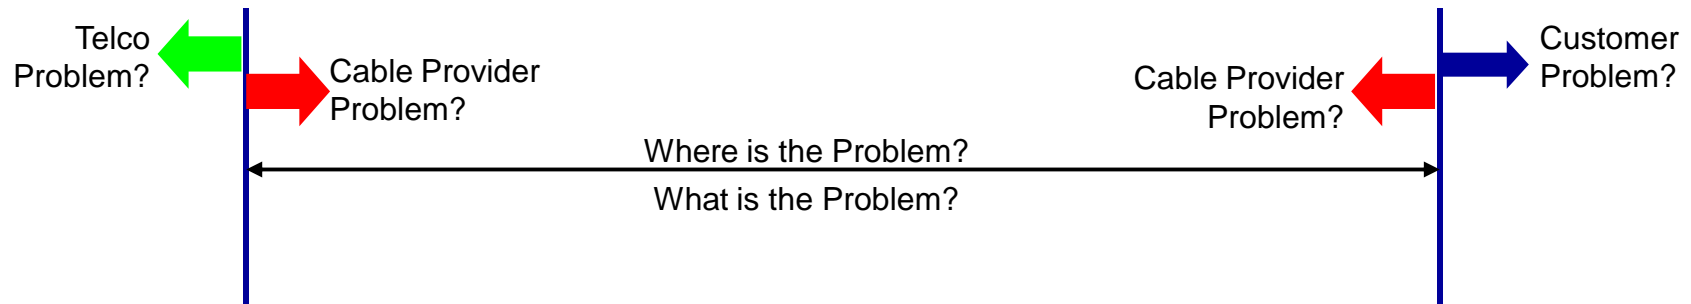 Telco
Problem?
Cable Provider
Problem?
Cable Provider
Problem?
Customer
Problem?
Where is the Problem?
What is the Problem?